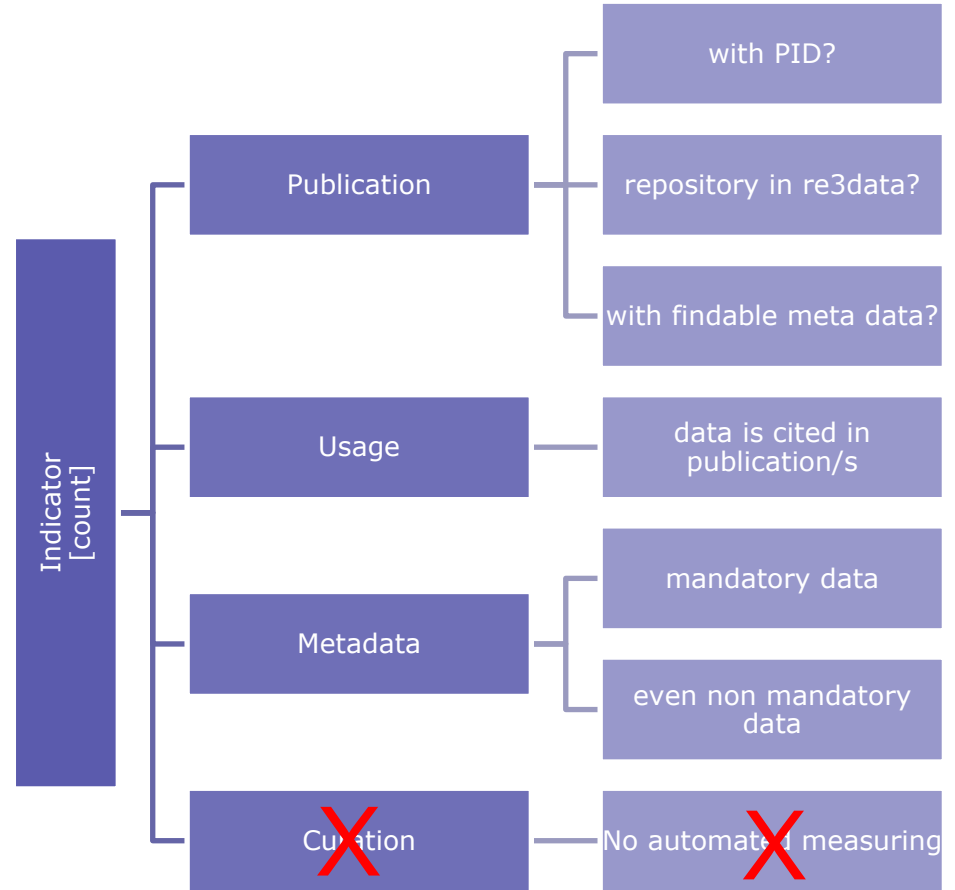 Indicator
[count]
Publication
with PID?
repository in re3data?
with findable meta data?
Usage
data is cited in
publication/s
Metadata
mandatory data
even non mandatory
data
Curation
X
No automated measuring
X